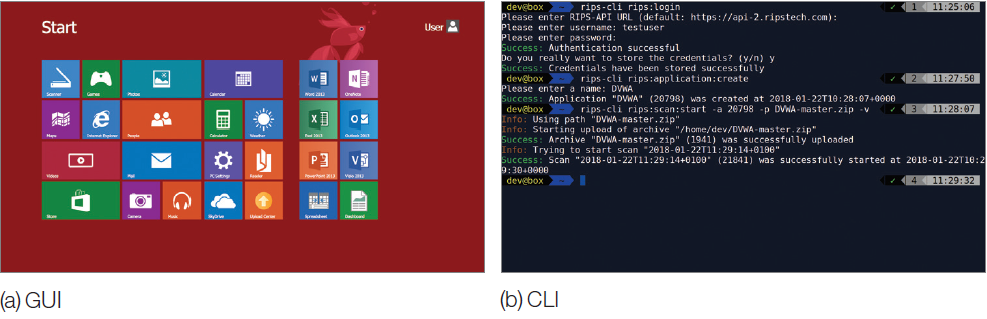 Start
User
Scanner
Games
Photos
Calendar
Word 2013
OneNote
Maps
Internet Explorer
People
Calculator
Weather
Excel 2013
Outlook 2013
Videos
Mail
PC Settings
Reader
PowerPoint 2013
Visio 2013
Store
Camera
Music
SkyDrive
Upload Center
Spreadsheet
Dashboard
(a) GUI
dev@box ~ rips-cli rips:login ✓ 1 11:25:06
Please enter RIPS-API URL (default: https://api-2.ripstech.com):
Please enter username: testuser
Please enter password:
Success: Authentication successful
Do you really want to store the credentials? (y/n) y
Success: Credentials have been stored successfully
dev@box ~ rips-cli rips:application:create ✓ 2 11:27:50
Please enter a name: DVWA
Success: Application "DVWA" (20798) was created at 2018-01-22T10:28:07+0000
dev@box ~ rips-cli rips:scan:start -a 20798 -p DVWA-master.zip -v ✓ 3 11:28:07
Info: Using path "DVWA-master.zip"
Info: Starting upload of archive "/home/dev/DVWA-master.zip"
Success: Archive "DVWA-master.zip" (1941) was successfully uploaded
Info: Trying to start scan "2018-01-22T11:29:14+0100"
Success: Scan "2018-01-22T11:29:14+0100" (21841) was successfully started at 2018-01-22T10:2
9:30+0000
dev@box ~ ✓ 4 11:29:32
(b) CLI